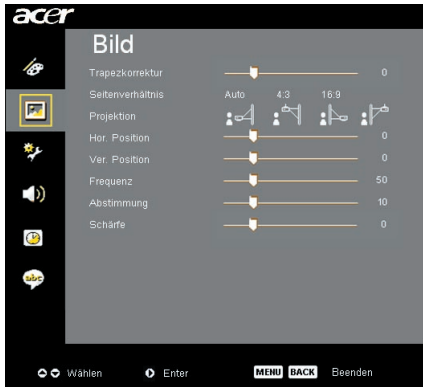 acer
Bild
Trapezkorrektur 0
Seitenverhältnis Auto 4:3 16:9
Projektion
Hor. Position 0
Ver. Position 0
Frequenz 50
Abstimmung 10
Schärfe 0
abc
Wählen Enter MENU BACK Beenden